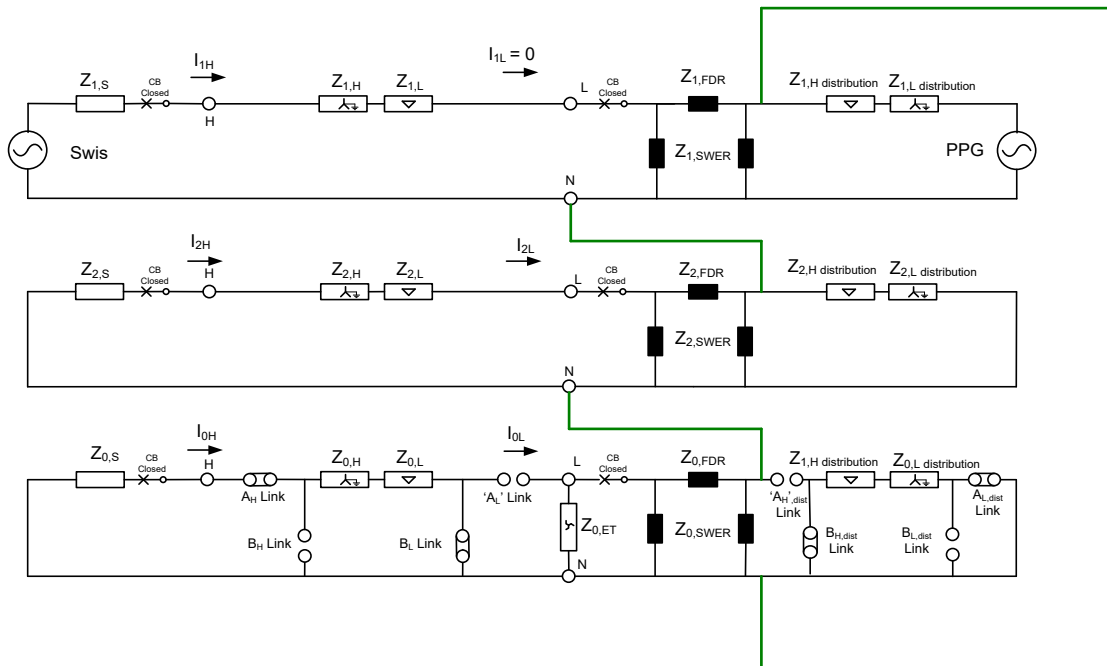 I1H
I1L = 0
Z1,S
CB
Closed
H
Z1,H
Z1,L
L
CB
Closed
Z1,FDR
Z1,H distribution
Z1,L distribution
Swis
Z1,SWER
PPG
N
I2H
I2L
Z2,S
CB
Closed
H
Z2,H
Z2,L
L
CB
Closed
Z2,FDR
Z2,H distribution
Z2,L distribution
Z2,SWER
N
I0H
I0L
Z0,S
CB
Closed
H
AH Link
Z0,H
Z0,L
'AL' Link
L
CB
Closed
Z0,FDR
'AH',dist
Link
Z1,H distribution
Z0,L distribution
AL,dist
Link
BH Link
BL Link
Z0,ET
Z0,SWER
BH,dist
Link
BL,dist
Link
N